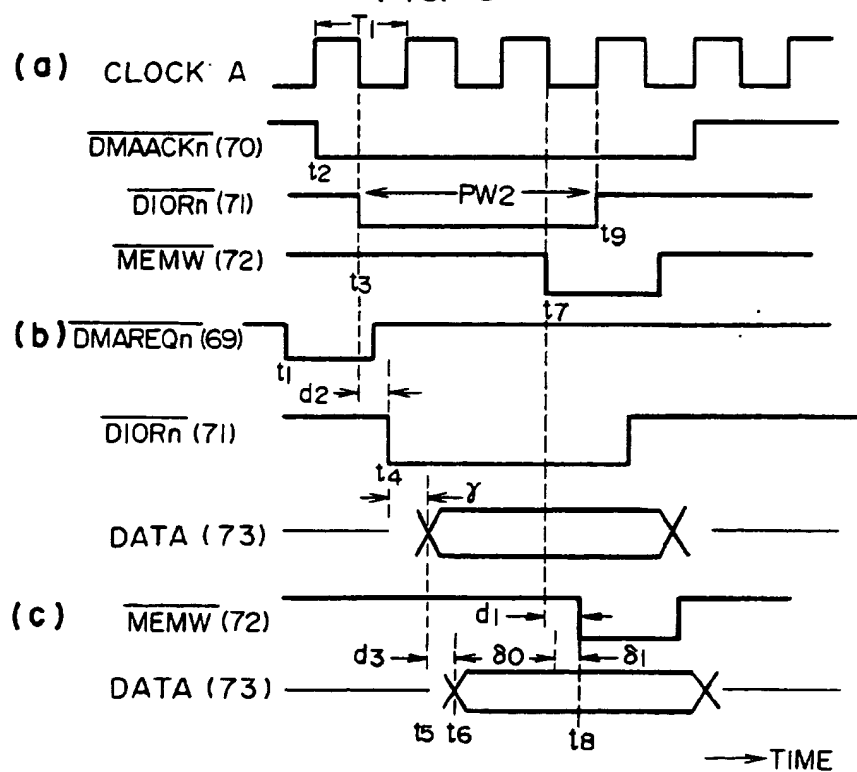 T1
(a) CLOCK A
DMAACKn (70)
t2
DIORn (71)
PW2
t9
MEMW (72)
t3
t7
(b) DMAREQn (69)
t1
d2
DIORn (71)
t4
γ
DATA (73)
(c) MEMW (72)
d1
d3 δ0 δ1
DATA (73)
t5 t6 t8
TIME